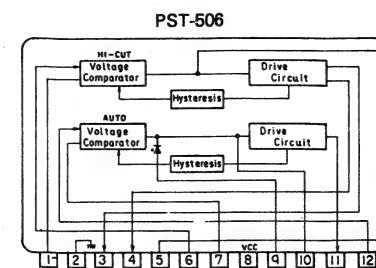 PST-506
HI-CUT
Voltage
Comparator
Drive
Circuit
Hysteresis
AUTO
Voltage
Comparator
Drive
Circuit
Hysteresis
VCC
1 2 3 4 5 6 7 8 9 10 11 12